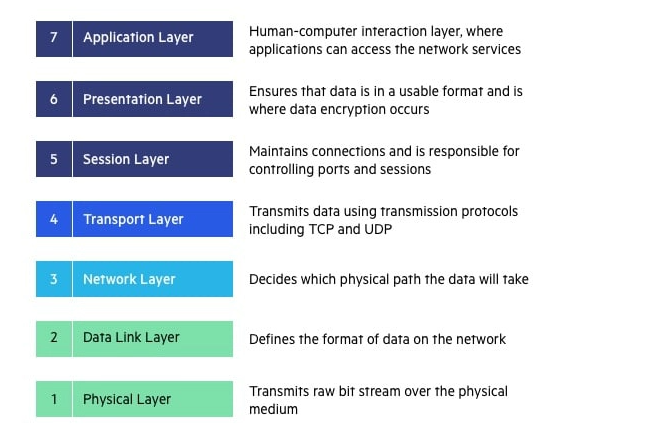 7 Application Layer
Human-computer interaction layer, where
applications can access the network services
6 Presentation Layer
Ensures that data is in a usable format and is
where data encryption occurs
5 Session Layer
Maintains connections and is responsible for
controlling ports and sessions
4 Transport Layer
Transmits data using transmission protocols
including TCP and UDP
3 Network Layer
Decides which physical path the data will take
2 Data Link Layer
Defines the format of data on the network
1 Physical Layer
Transmits raw bit stream over the physical
medium